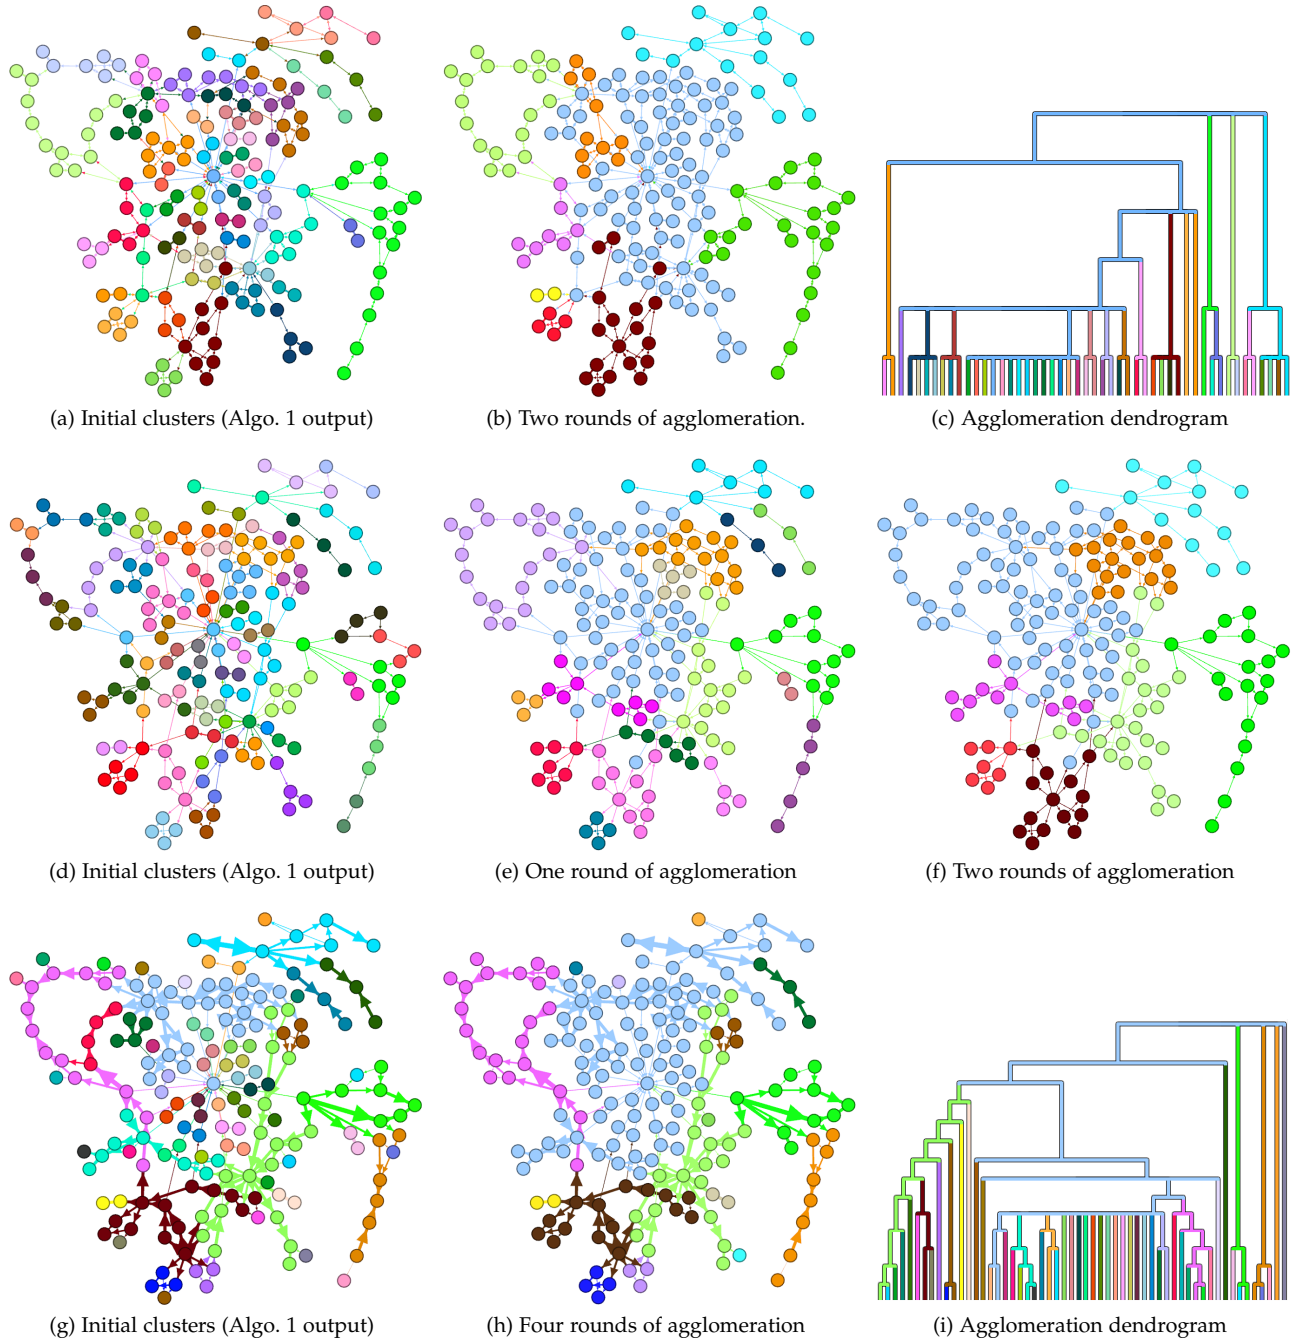 (a) Initial clusters (Algo. 1 output)
(b) Two rounds of agglomeration.
(c) Agglomeration dendrogram
(d) Initial clusters (Algo. 1 output)
(e) One round of agglomeration
(f) Two rounds of agglomeration
(g) Initial clusters (Algo. 1 output)
(h) Four rounds of agglomeration
(i) Agglomeration dendrogram